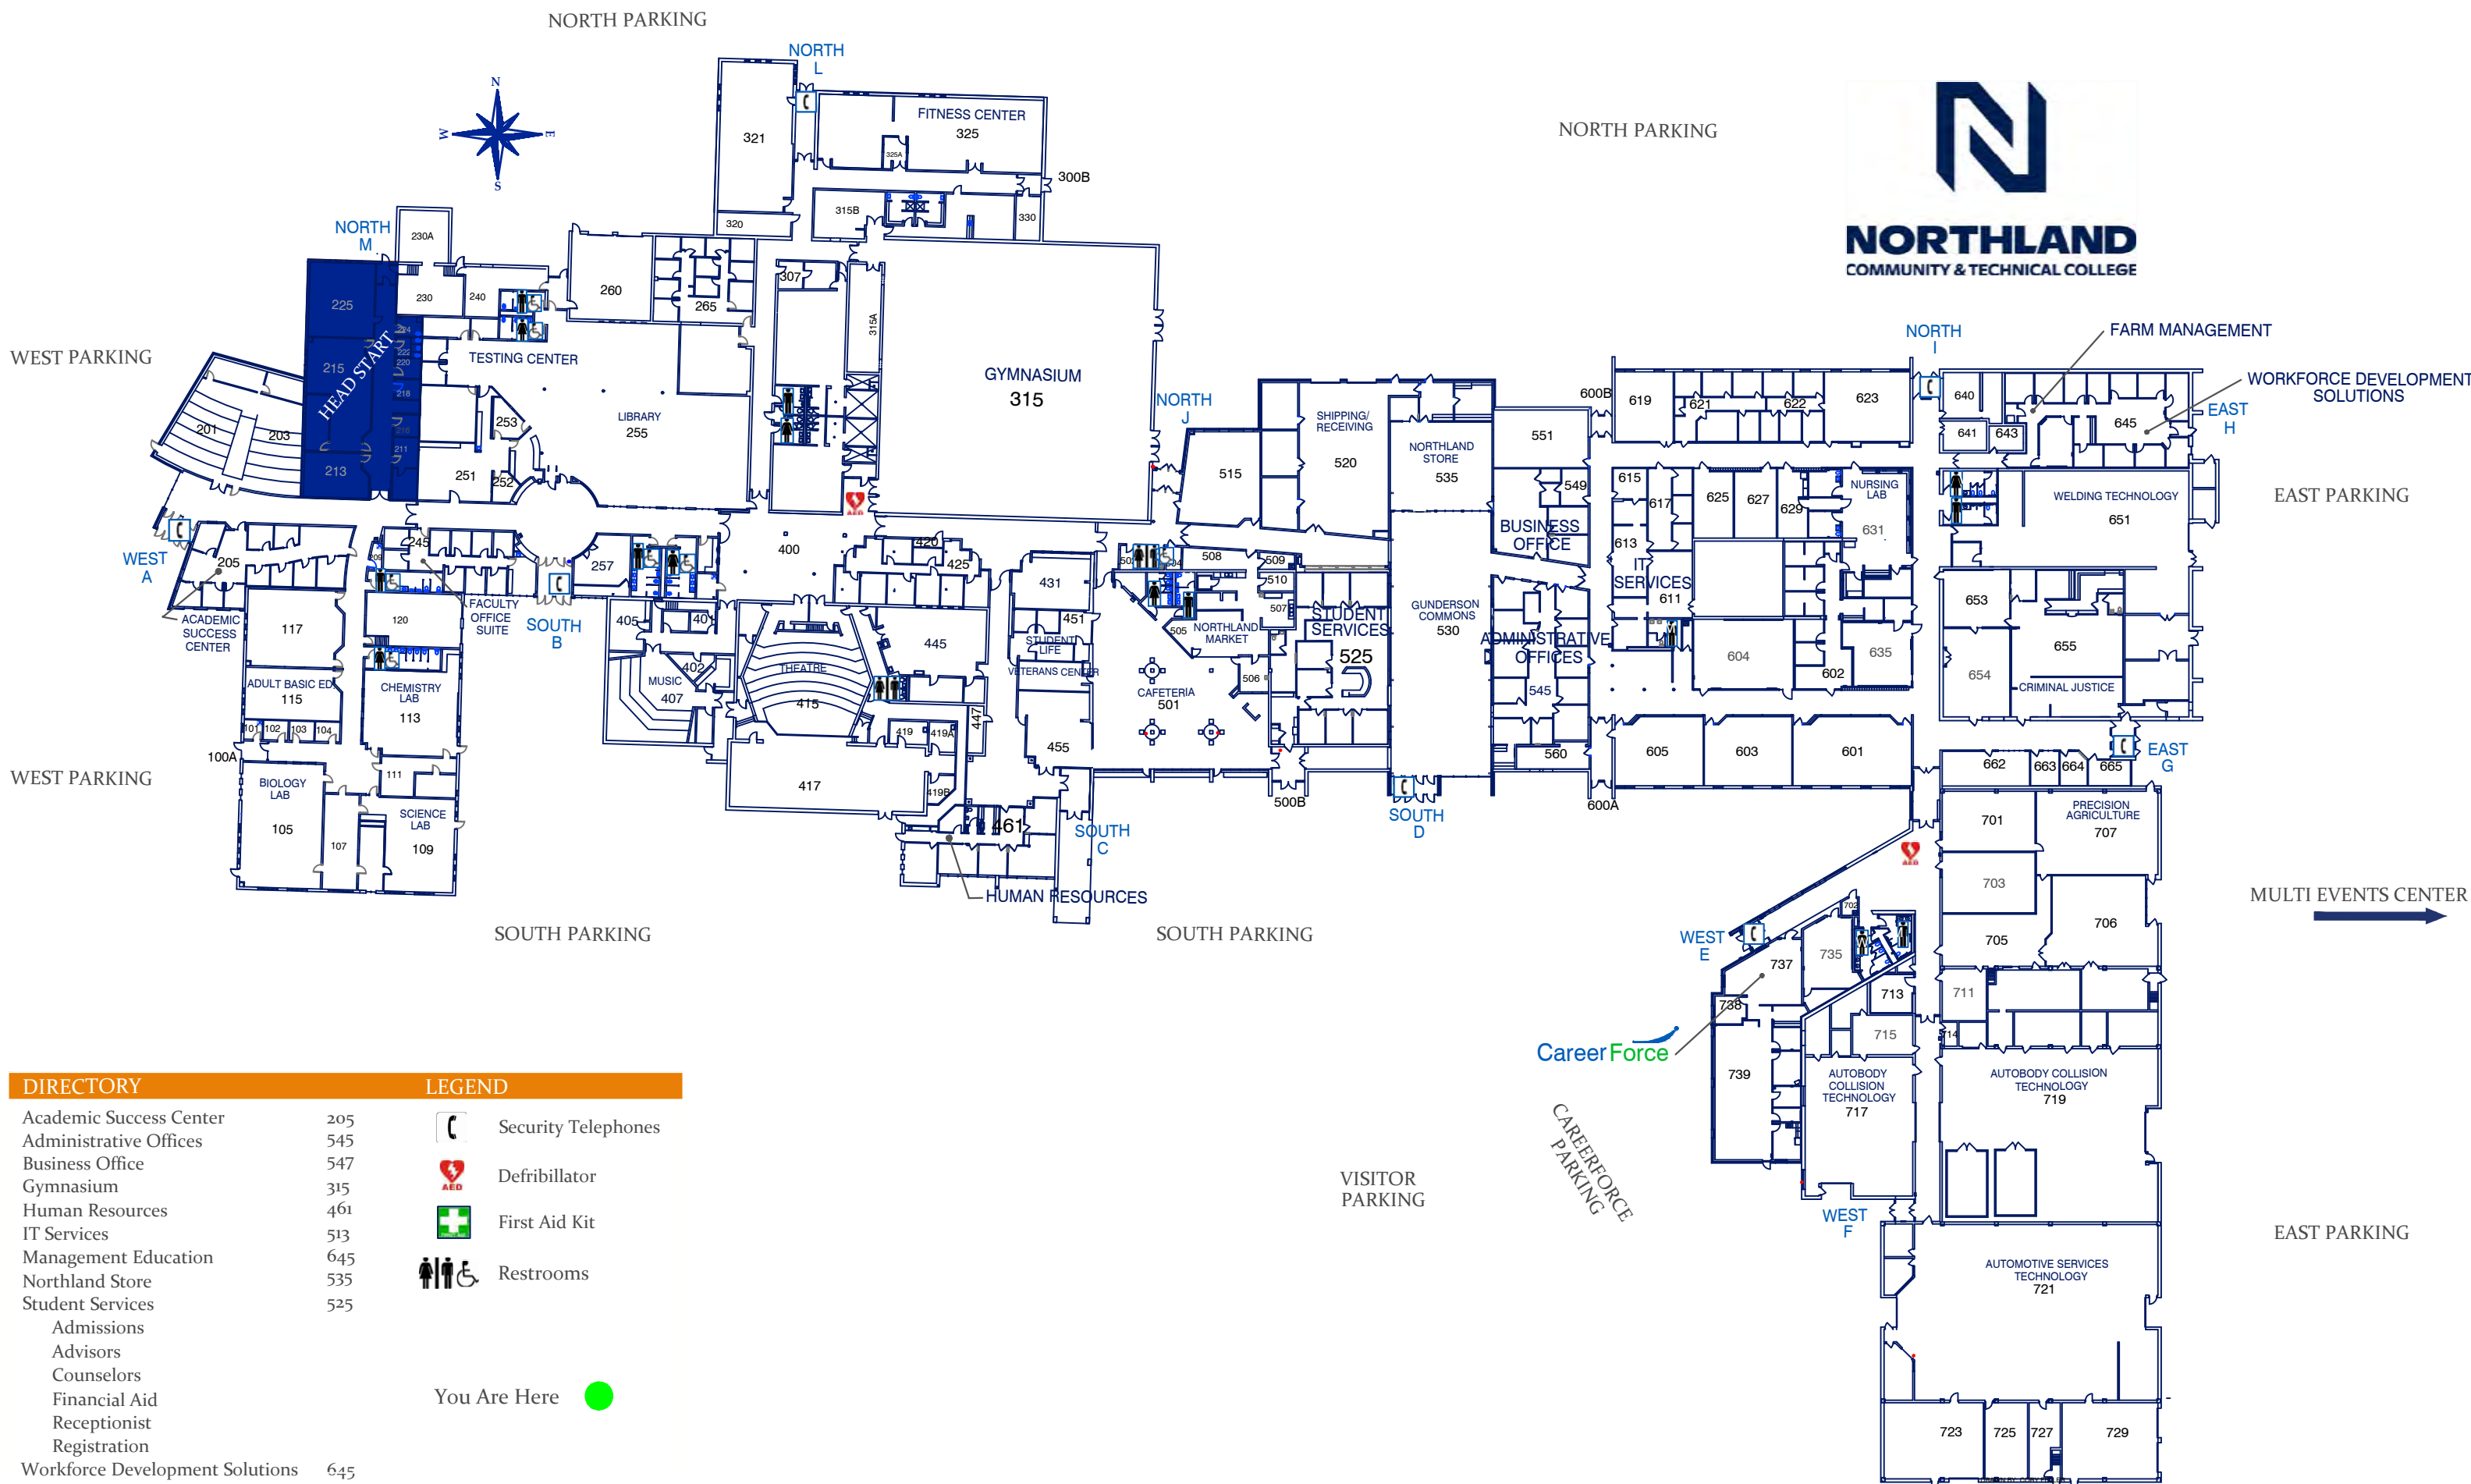 NORTH PARKING
NORTH
L
N
W
E
S
321
FITNESS CENTER
325
325A
300B
NORTH PARKING
NORTHLAND
COMMUNITY & TECHNICAL COLLEGE
315B
320
330
NORTH
M
230A
230
240
225
224
222
220
218
216
211
215
213
HEAD START
WEST PARKING
201
203
TESTING CENTER
LIBRARY
255
253
251
252
260
265
307
315A
GYMNASIUM
315
AED
NORTH
J
SHIPPING/
RECEIVING
520
515
NORTHLAND
STORE
535
551
549
BUSINESS
OFFICE
600B
619
621
622
623
NORTH
I
FARM MANAGEMENT
WORKFORCE DEVELOPMENT
SOLUTIONS
EAST
H
640
641
643
645
615
617
613
625
627
629
NURSING
LAB
631
WELDING TECHNOLOGY
651
EAST PARKING
IT
SERVICES
611
WEST
A
205
209
245
257
400
420
425
ACADEMIC
SUCCESS
CENTER
FACULTY
OFFICE
SUITE
SOUTH
B
117
120
ADULT BASIC ED.
115
CHEMISTRY
LAB
113
101
102
103
104
100A
WEST PARKING
BIOLOGY
LAB
105
107
111
SCIENCE
LAB
109
405
401
402
MUSIC
407
THEATRE
415
445
447
417
419
419A
419B
431
451
STUDENT
LIFE
VETERANS CENTER
455
461
HUMAN RESOURCES
SOUTH
C
508
509
510
507
505
506
NORTHLAND
MARKET
CAFETERIA
501
STUDENT
SERVICES
525
500B
GUNDERSON
COMMONS
530
SOUTH
D
ADMINISTRATIVE
OFFICES
545
560
600A
604
602
635
605
603
601
653
654
655
CRIMINAL JUSTICE
EAST
G
662
663
664
665
701
PRECISION
AGRICULTURE
707
703
706
705
AED
MULTI EVENTS CENTER
SOUTH PARKING
SOUTH PARKING
WEST
E
702
735
737
738
739
713
715
711
714
CareerForce
CAREERFORCE
PARKING
VISITOR
PARKING
AUTOBODY
COLLISION
TECHNOLOGY
717
AUTOBODY COLLISION
TECHNOLOGY
719
WEST
F
EAST PARKING
AUTOMOTIVE SERVICES
TECHNOLOGY
721
723
725
727
729
DIRECTORY
Academic Success Center 205
Administrative Offices 545
Business Office 547
Gymnasium 315
Human Resources 461
IT Services 513
Management Education 645
Northland Store 535
Student Services 525
Admissions
Advisors
Counselors
Financial Aid
Receptionist
Registration
Workforce Development Solutions 645
LEGEND
Security Telephones
AED
Defribillator
First Aid Kit
Restrooms
You Are Here